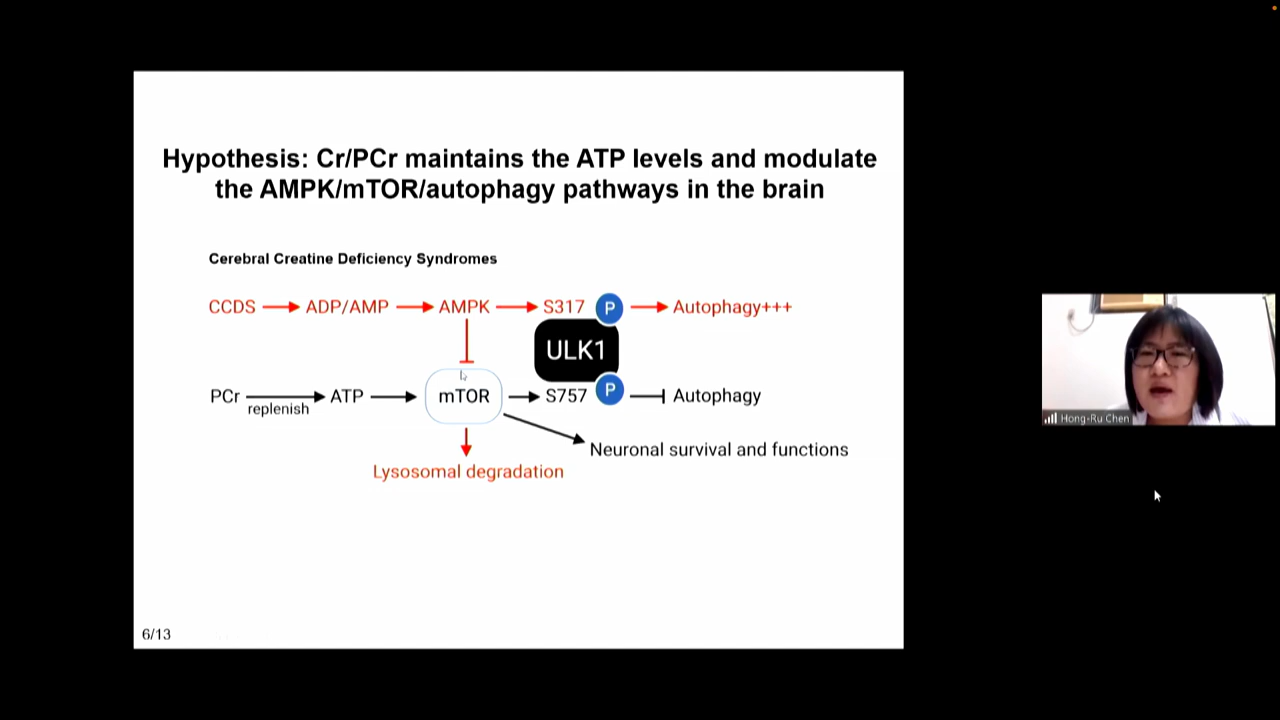 Hypothesis: Cr/PCr maintains the ATP levels and modulate
the AMPK/mTOR/autophagy pathways in the brain
Cerebral Creatine Deficiency Syndromes
CCDS ADP/AMP AMPK S317 P Autophagy+++
ULK1
PCr replenish ATP mTOR S757 P Autophagy
Neuronal survival and functions
Lysosomal degradation
6/13
Hong-Ru Chen